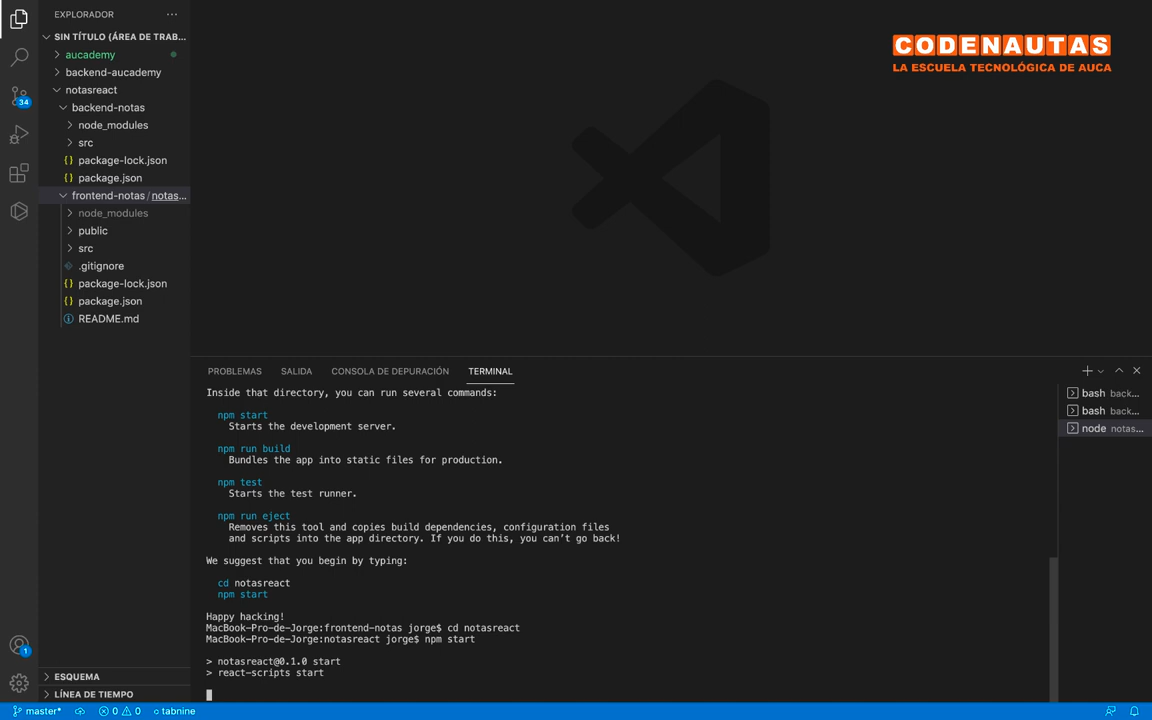 EXPLORADOR
SIN TÍTULO (ÁREA DE TRAB...
aucademy
backend-aucademy
notasreact
backend-notas
node_modules
src
package-lock.json
package.json
frontend-notas / notas...
node_modules
public
src
.gitignore
package-lock.json
package.json
README.md
34
1
ESQUEMA
LÍNEA DE TIEMPO
CODENAUTAS
LA ESCUELA TECNOLÓGICA DE AUCA
PROBLEMAS SALIDA CONSOLA DE DEPURACIÓN TERMINAL
Inside that directory, you can run several commands:
npm start
Starts the development server.
npm run build
Bundles the app into static files for production.
npm test
Starts the test runner.
npm run eject
Removes this tool and copies build dependencies, configuration files
and scripts into the app directory. If you do this, you can’t go back!
We suggest that you begin by typing:
cd notasreact
npm start
Happy hacking!
MacBook-Pro-de-Jorge:frontend-notas jorge$ cd notasreact
MacBook-Pro-de-Jorge:notasreact jorge$ npm start
> notasreact@0.1.0 start
> react-scripts start
bash back...
bash back...
node notas...
master* 0 0 tabnine